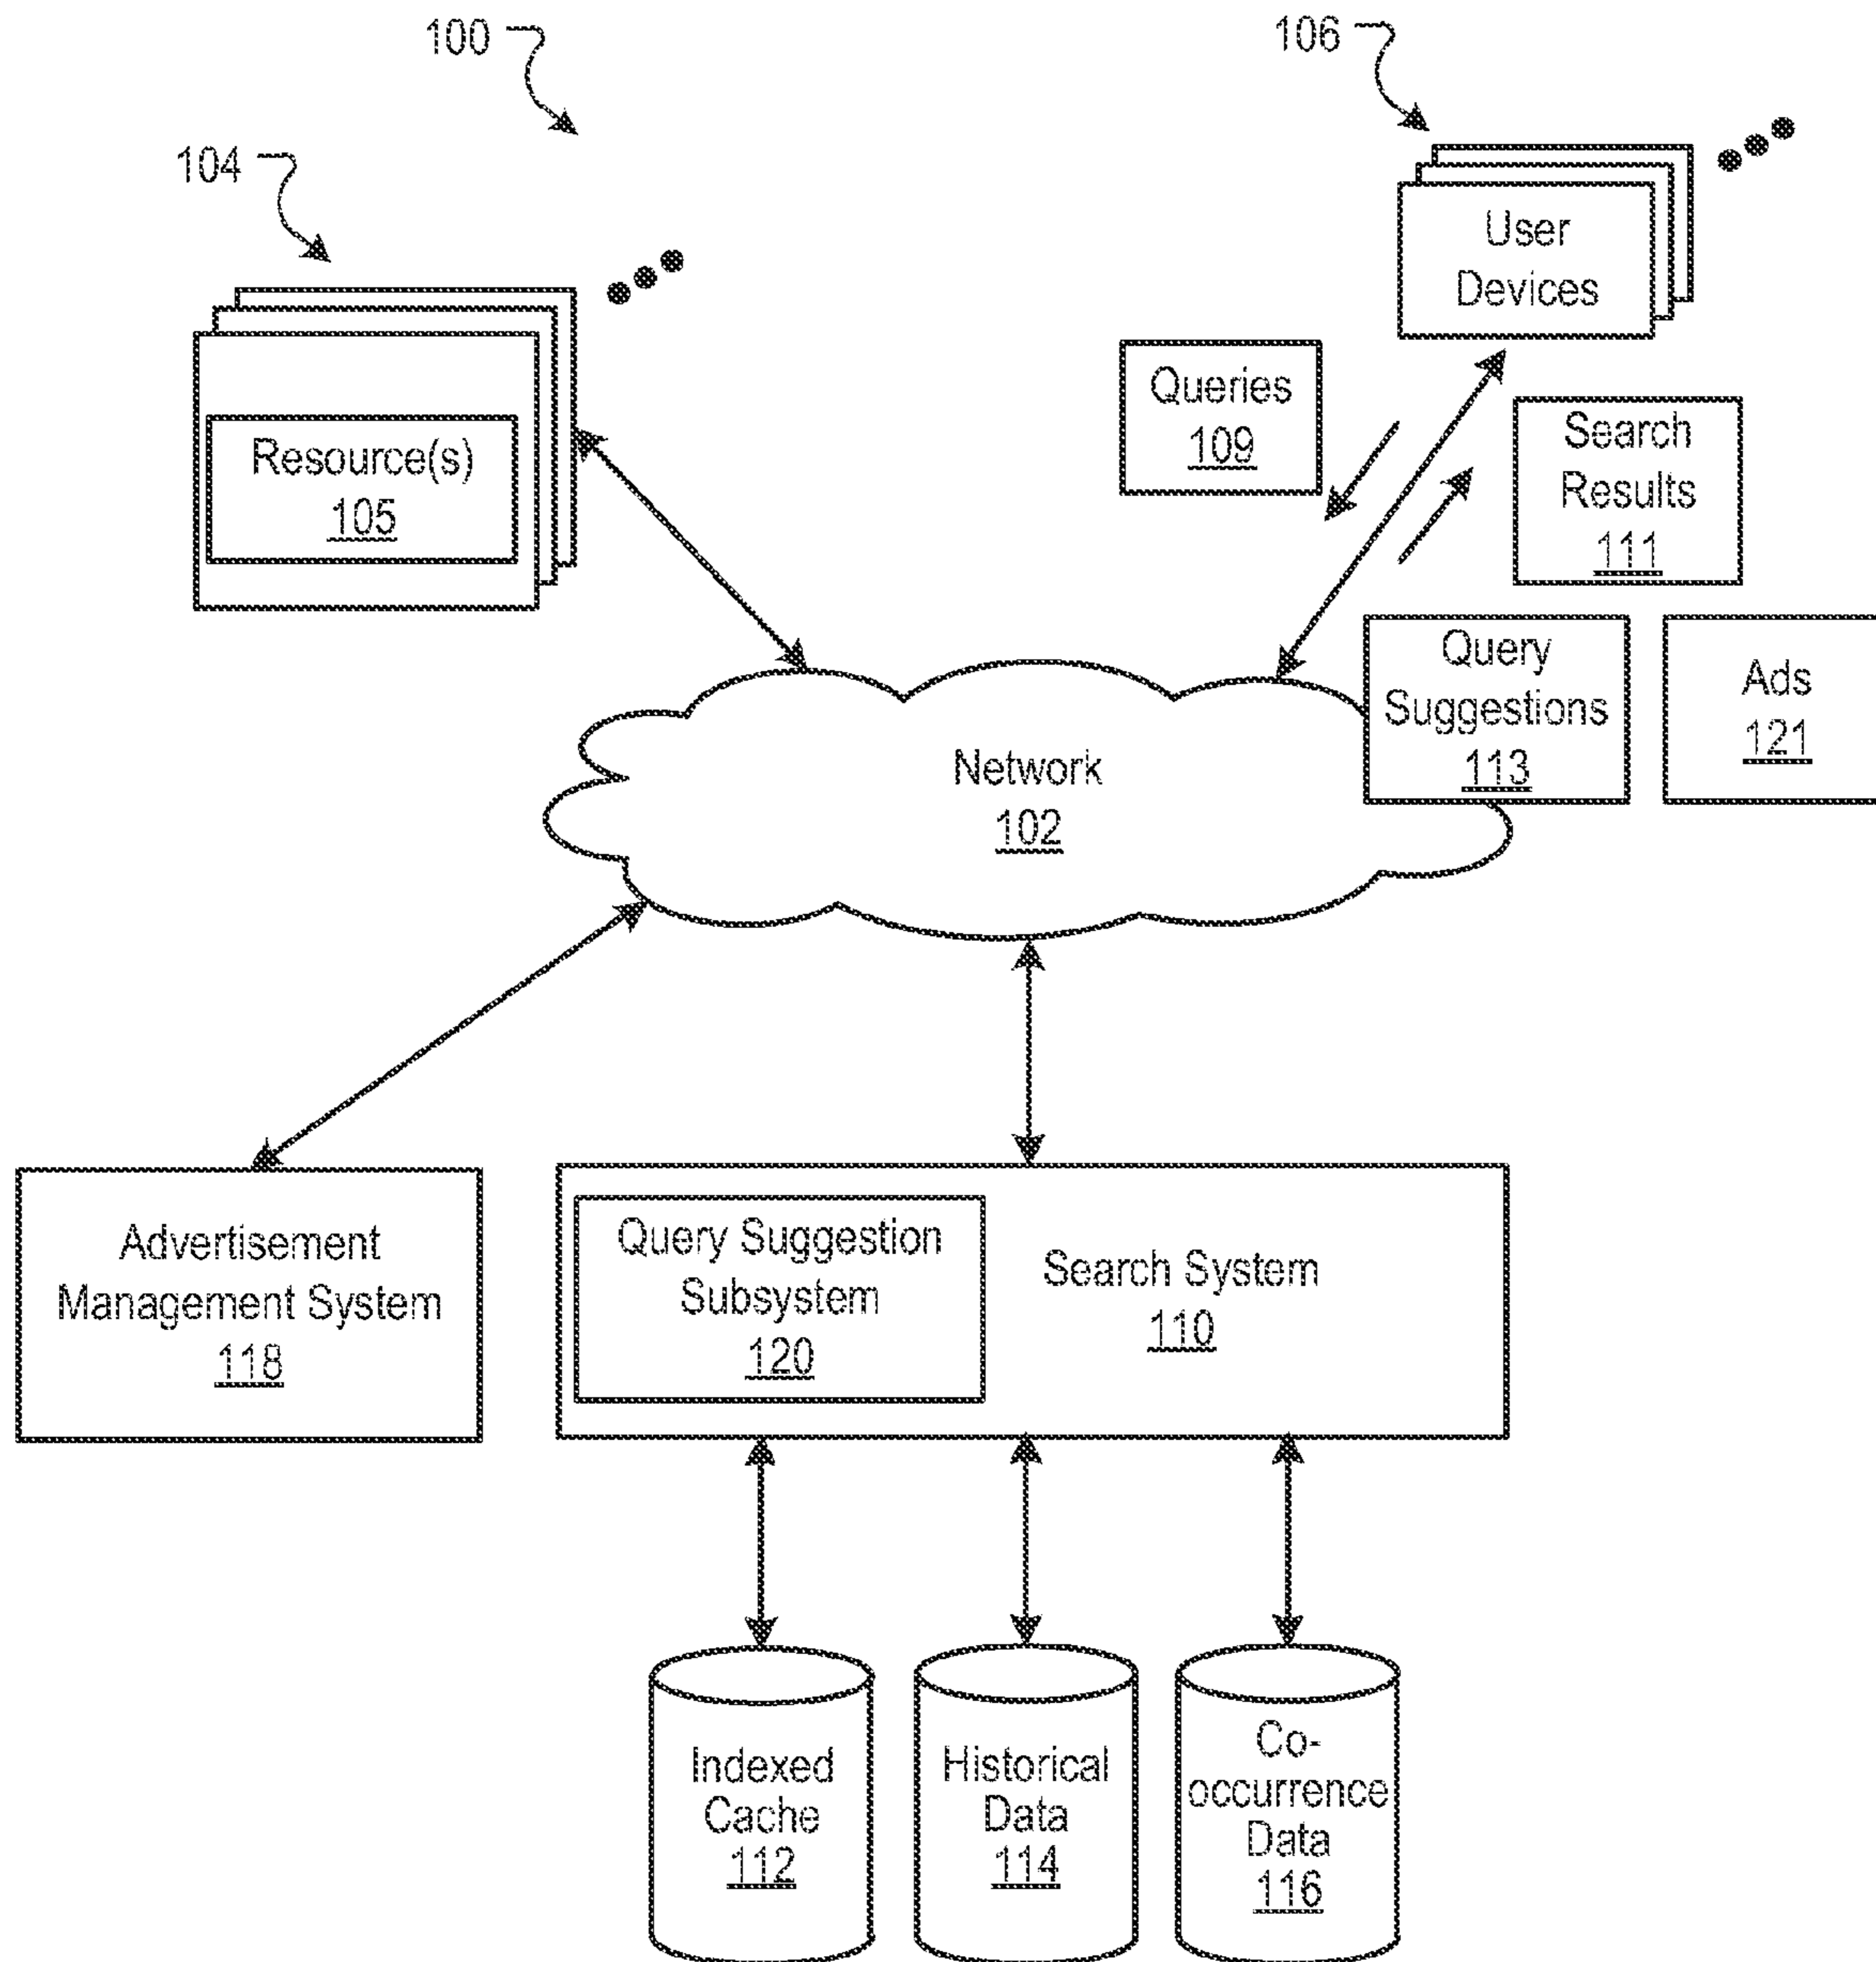 100
106
104
User
Devices
Queries
109
Search
Results
111
Resource(s)
105
Query
Suggestions
113
Ads
121
Network
102
Advertisement
Management System
118
Query Suggestion
Subsystem
120
Search System
110
Indexed
Cache
112
Historical
Data
114
Co-
occurrence
Data
116